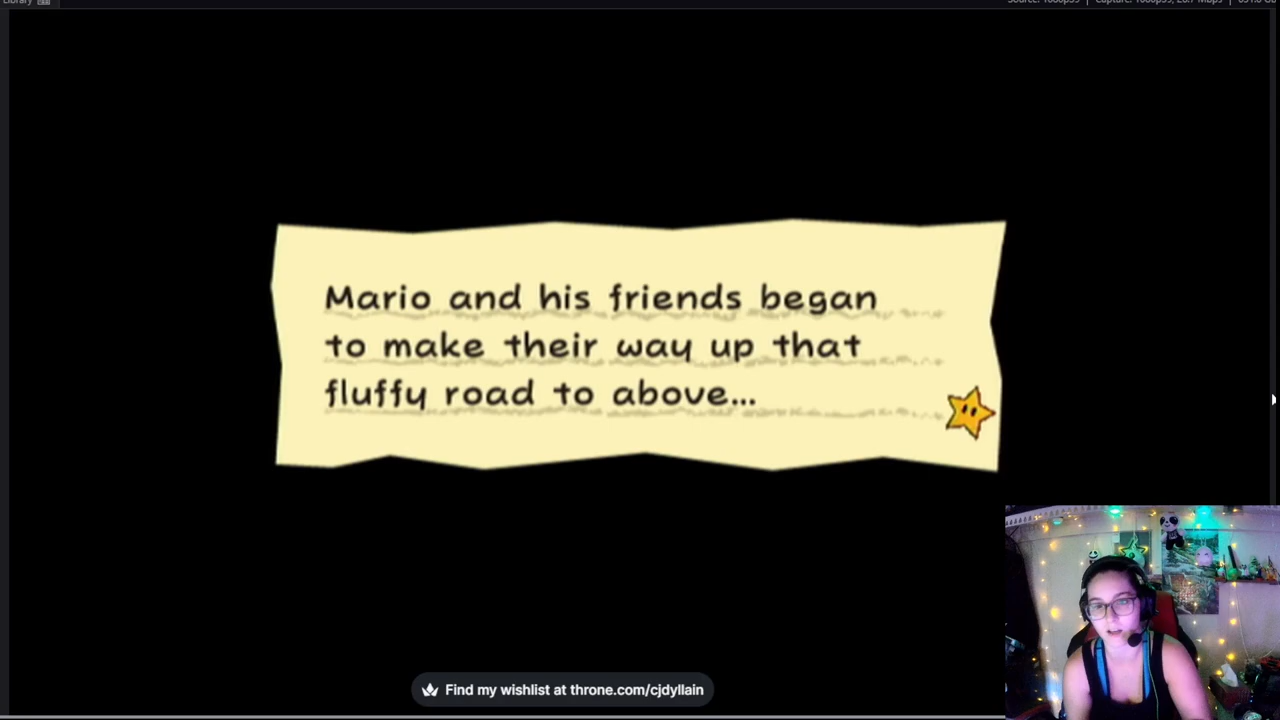 Library
Mario and his friends began
to make their way up that
fluffy road to above...
Find my wishlist at throne.com/cjdyllain